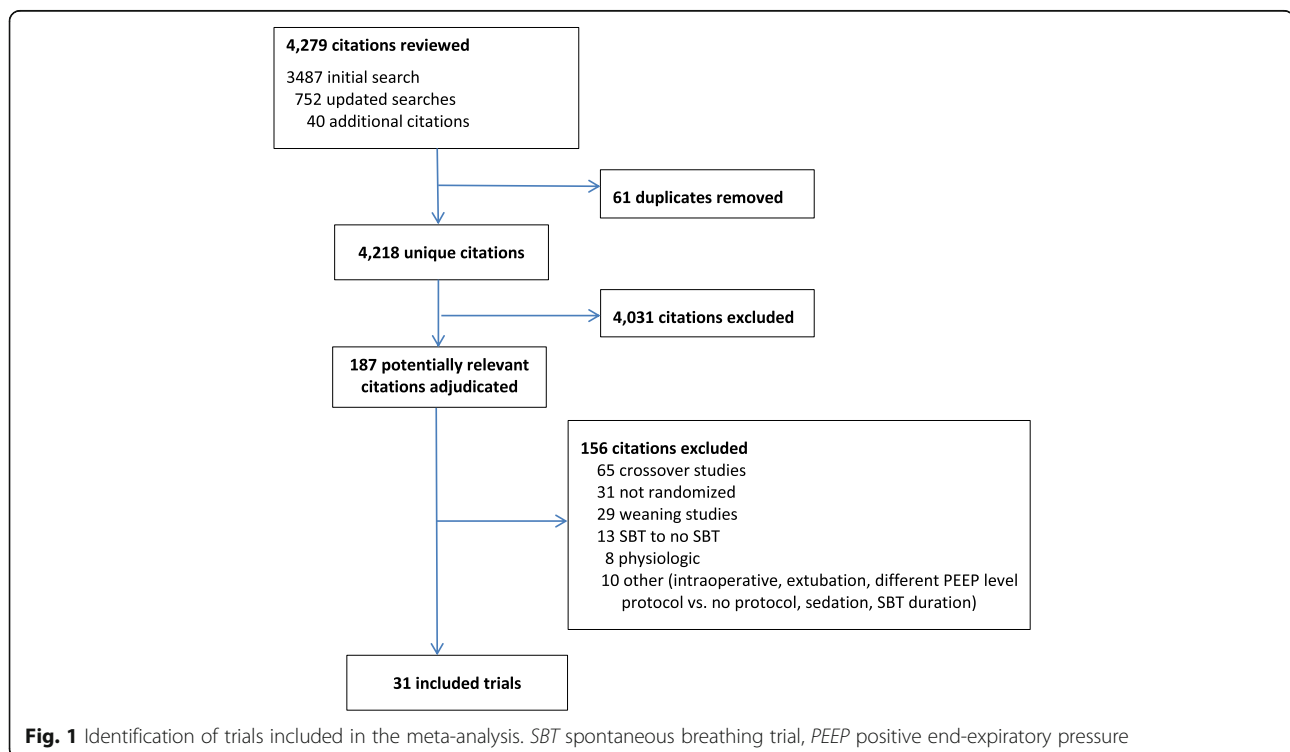 4,279 citations reviewed
3487 initial search
752 updated searches
40 additional citations
61 duplicates removed
4,218 unique citations
4,031 citations excluded
187 potentially relevant
citations adjudicated
156 citations excluded
65 crossover studies
31 not randomized
29 weaning studies
13 SBT to no SBT
8 physiologic
10 other (intraoperative, extubation, different PEEP level
protocol vs. no protocol, sedation, SBT duration)
31 included trials
Fig. 1 Identification of trials included in the meta-analysis. SBT spontaneous breathing trial, PEEP positive end-expiratory pressure